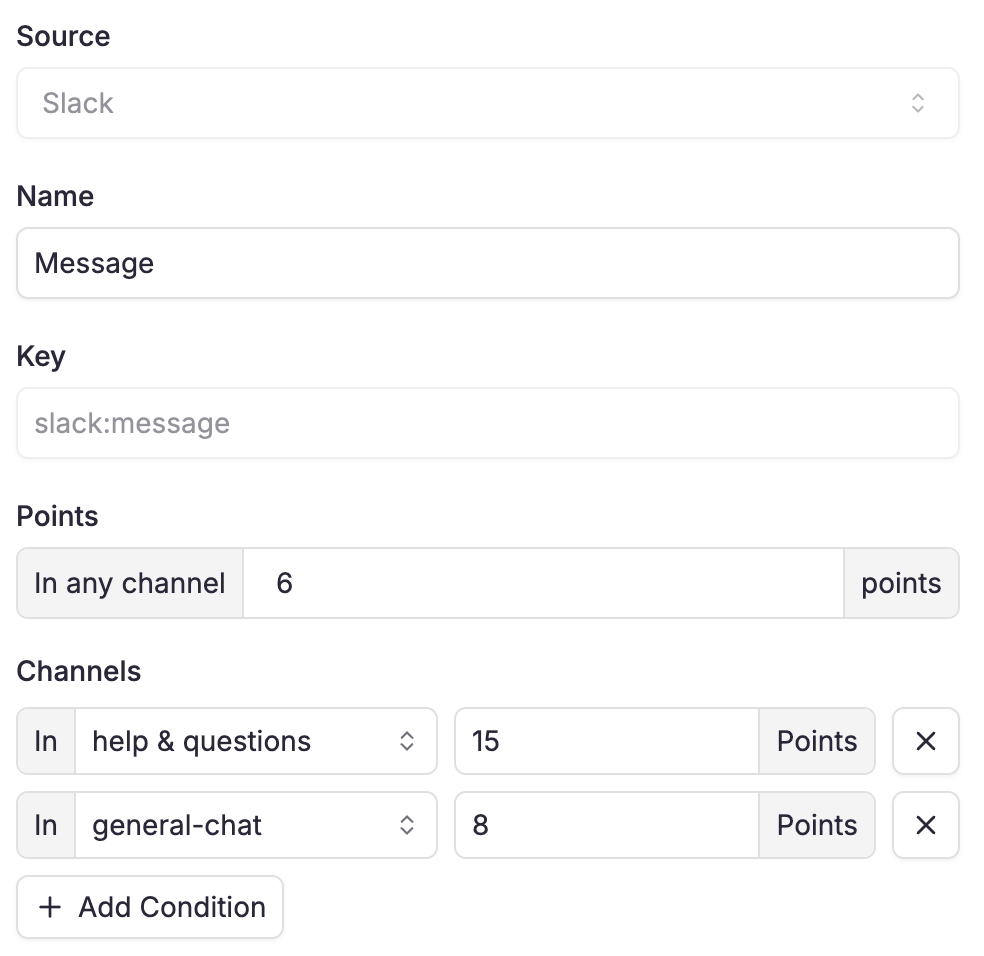 Source
Slack
Name
Message
Key
slack:message
Points
In any channel 6 points
Channels
In help & questions 15 Points
In general-chat 8 Points
+ Add Condition